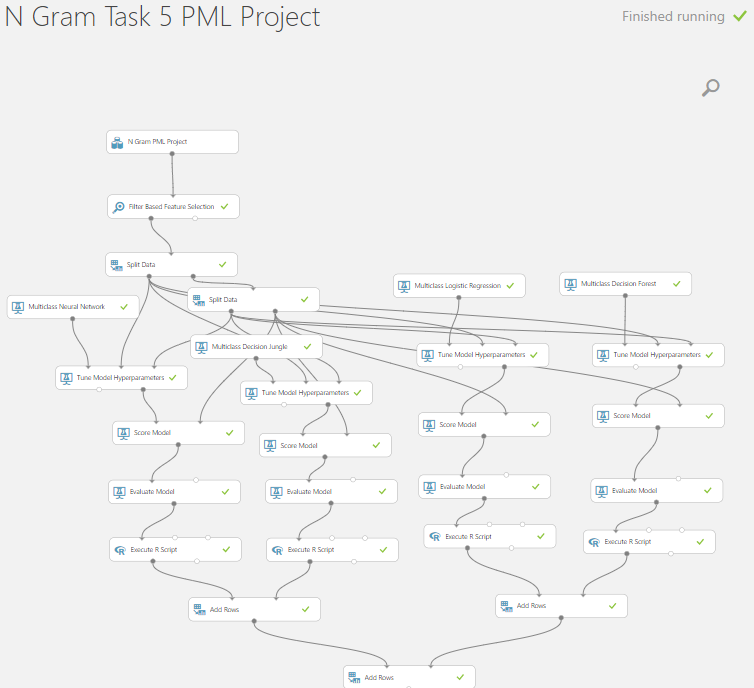 N Gram Task 5 PML Project
Finished running
N Gram PML Project
Filter Based Feature Selection
Split Data
Split Data
Multiclass Logistic Regression
Multiclass Decision Forest
Multiclass Neural Network
Multiclass Decision Jungle
Tune Model Hyperparameters
Tune Model Hyperparameters
Tune Model Hyperparameters
Tune Model Hyperparameters
Score Model
Score Model
Score Model
Score Model
Evaluate Model
Evaluate Model
Evaluate Model
Evaluate Model
Execute R Script
Execute R Script
Execute R Script
Execute R Script
Add Rows
Add Rows
Add Rows